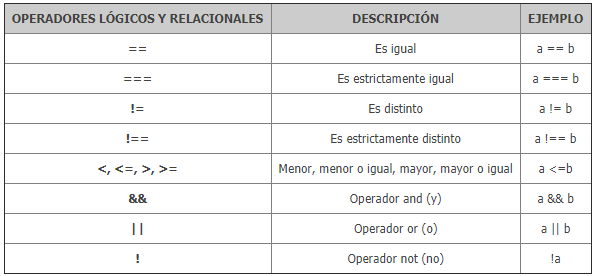 OPERADORES LÓGICOS Y RELACIONALES DESCRIPCIÓN EJEMPLO
== Es igual a == b
=== Es estrictamente igual a === b
!= Es distinto a != b
!== Es estrictamente distinto a !== b
<, <=, >, >= Menor, menor o igual, mayor, mayor o igual a <=b
&& Operador and (y) a && b
|| Operador or (o) a || b
! Operador not (no) !a